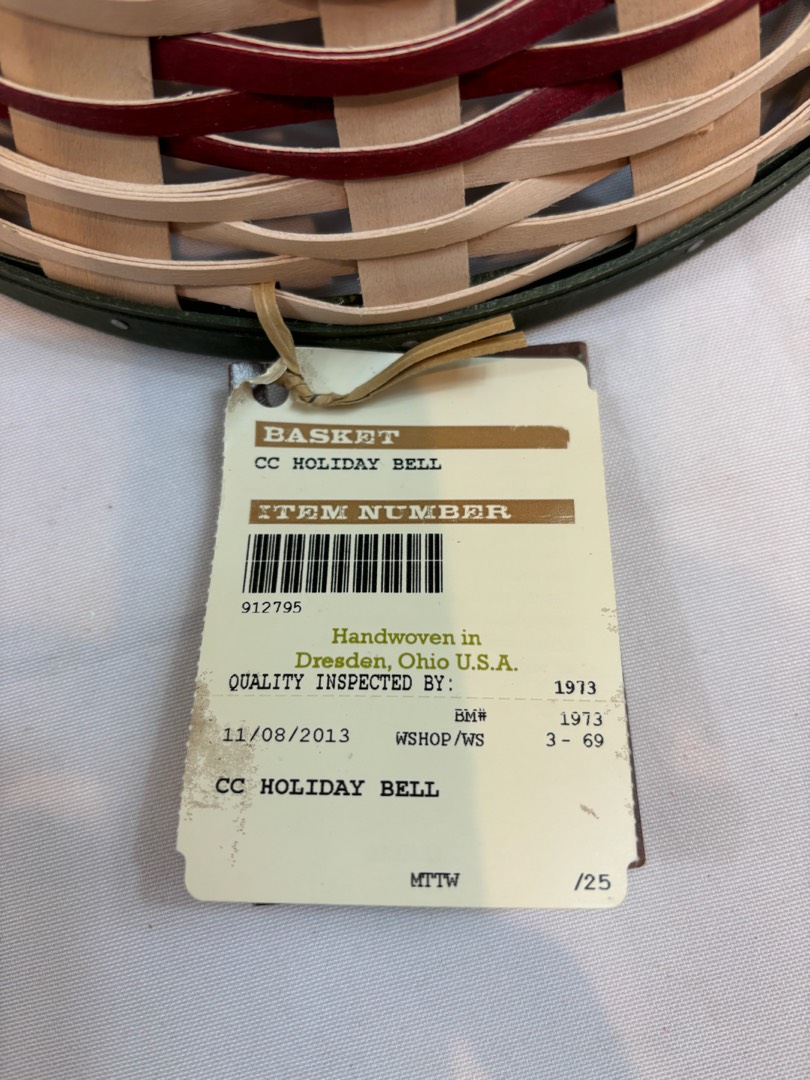 BASKET
CC HOLIDAY BELL
ITEM NUMBER
912795
Handwoven in
Dresden, Ohio U.S.A.
QUALITY INSPECTED BY: 1973
BM# 1973
11/08/2013 WSHOP/WS 3- 69
CC HOLIDAY BELL
MTTW /25